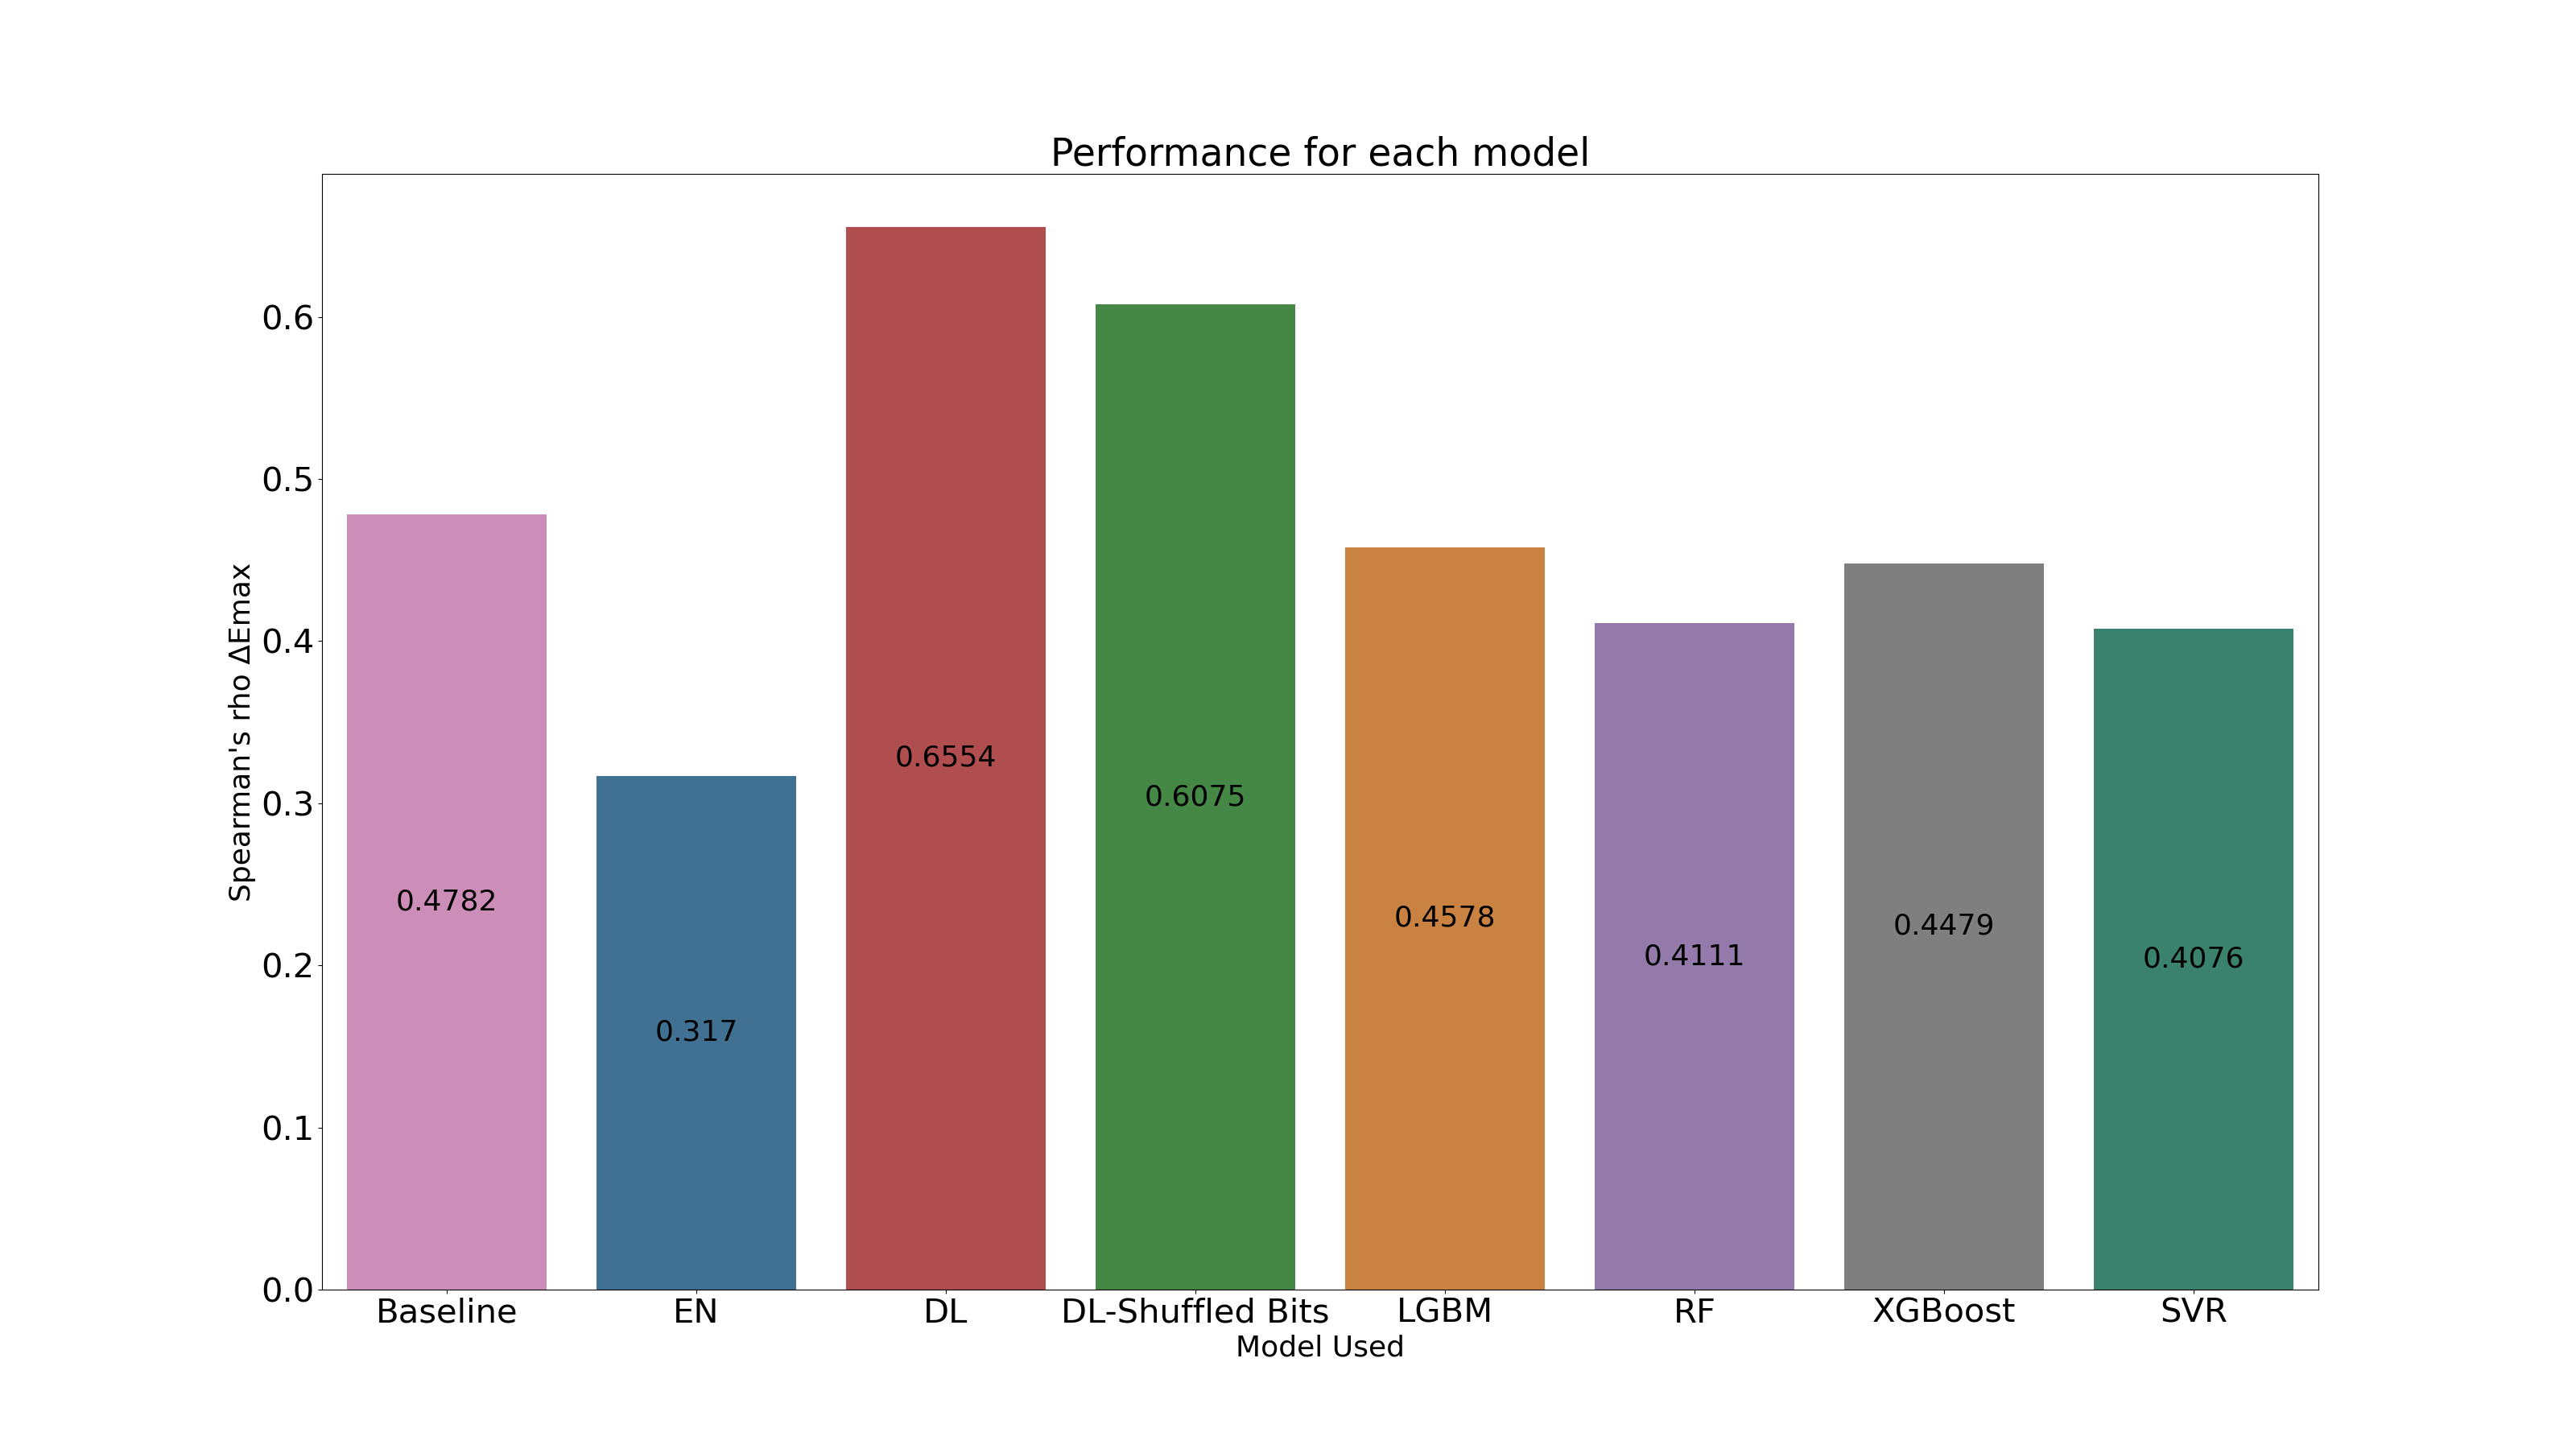 Performance for each model
Spearman's rho ΔEmax
0.6
0.5
0.4
0.3
0.2
0.1
0.0
0.4782
0.317
0.6554
0.6075
0.4578
0.4111
0.4479
0.4076
Baseline
EN
DL
DL-Shuffled Bits
LGBM
RF
XGBoost
SVR
Model Used